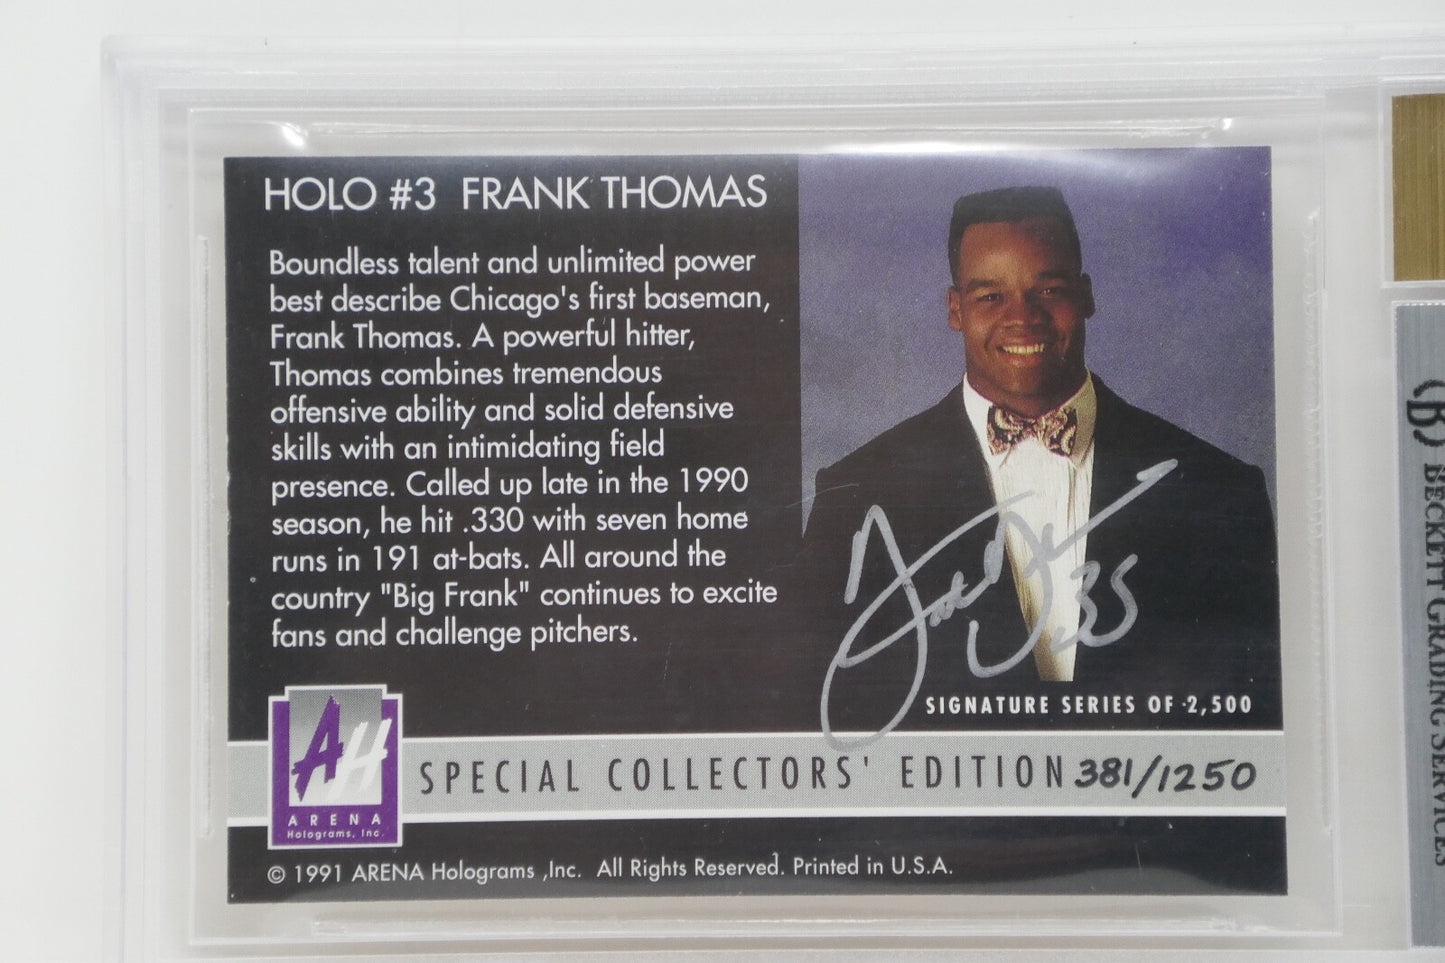 HOLO #3 FRANK THOMAS
Boundless talent and unlimited power
best describe Chicago's first baseman,
Frank Thomas. A powerful hitter,
Thomas combines tremendous
offensive ability and solid defensive
skills with an intimidating field
presence. Called up late in the 1990
season, he hit .330 with seven home
runs in 191 at-bats. All around the
country "Big Frank" continues to excite
fans and challenge pitchers.
35
SIGNATURE SERIES OF 2,500
AH
ARENA
Holograms, Inc.
SPECIAL COLLECTORS' EDITION 381/1250
© 1991 ARENA Holograms ,Inc. All Rights Reserved. Printed in U.S.A.
(B) BECKETT GRADING SERVICES